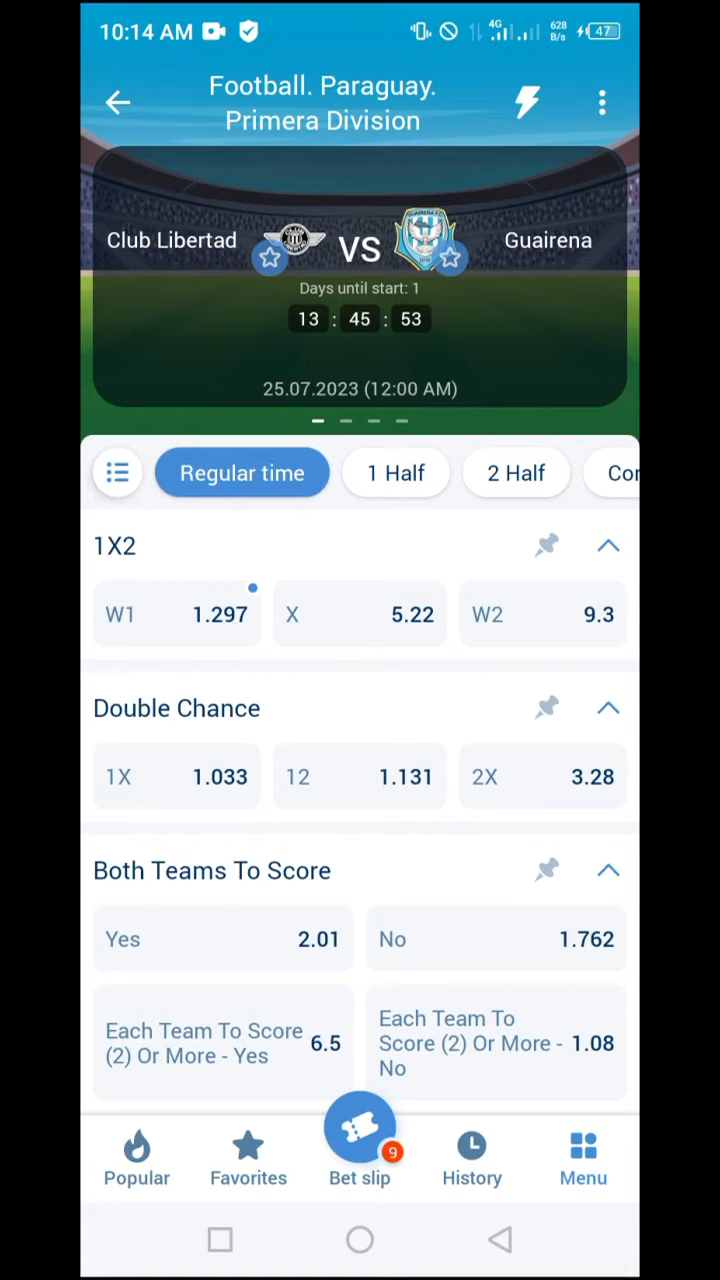 10:14 AM
4G
628
B/s
47
Football. Paraguay.
Primera Division
Club Libertad
VS
Guairena
Days until start: 1
13 : 45 : 53
25.07.2023 (12:00 AM)
Regular time
1 Half
2 Half
Cor
1X2
W1 1.297
X 5.22
W2 9.3
Double Chance
1X 1.033
12 1.131
2X 3.28
Both Teams To Score
Yes 2.01
No 1.762
Each Team To Score
(2) Or More - Yes
6.5
Each Team To
Score (2) Or More -
No
1.08
9
Popular
Favorites
Bet slip
History
Menu